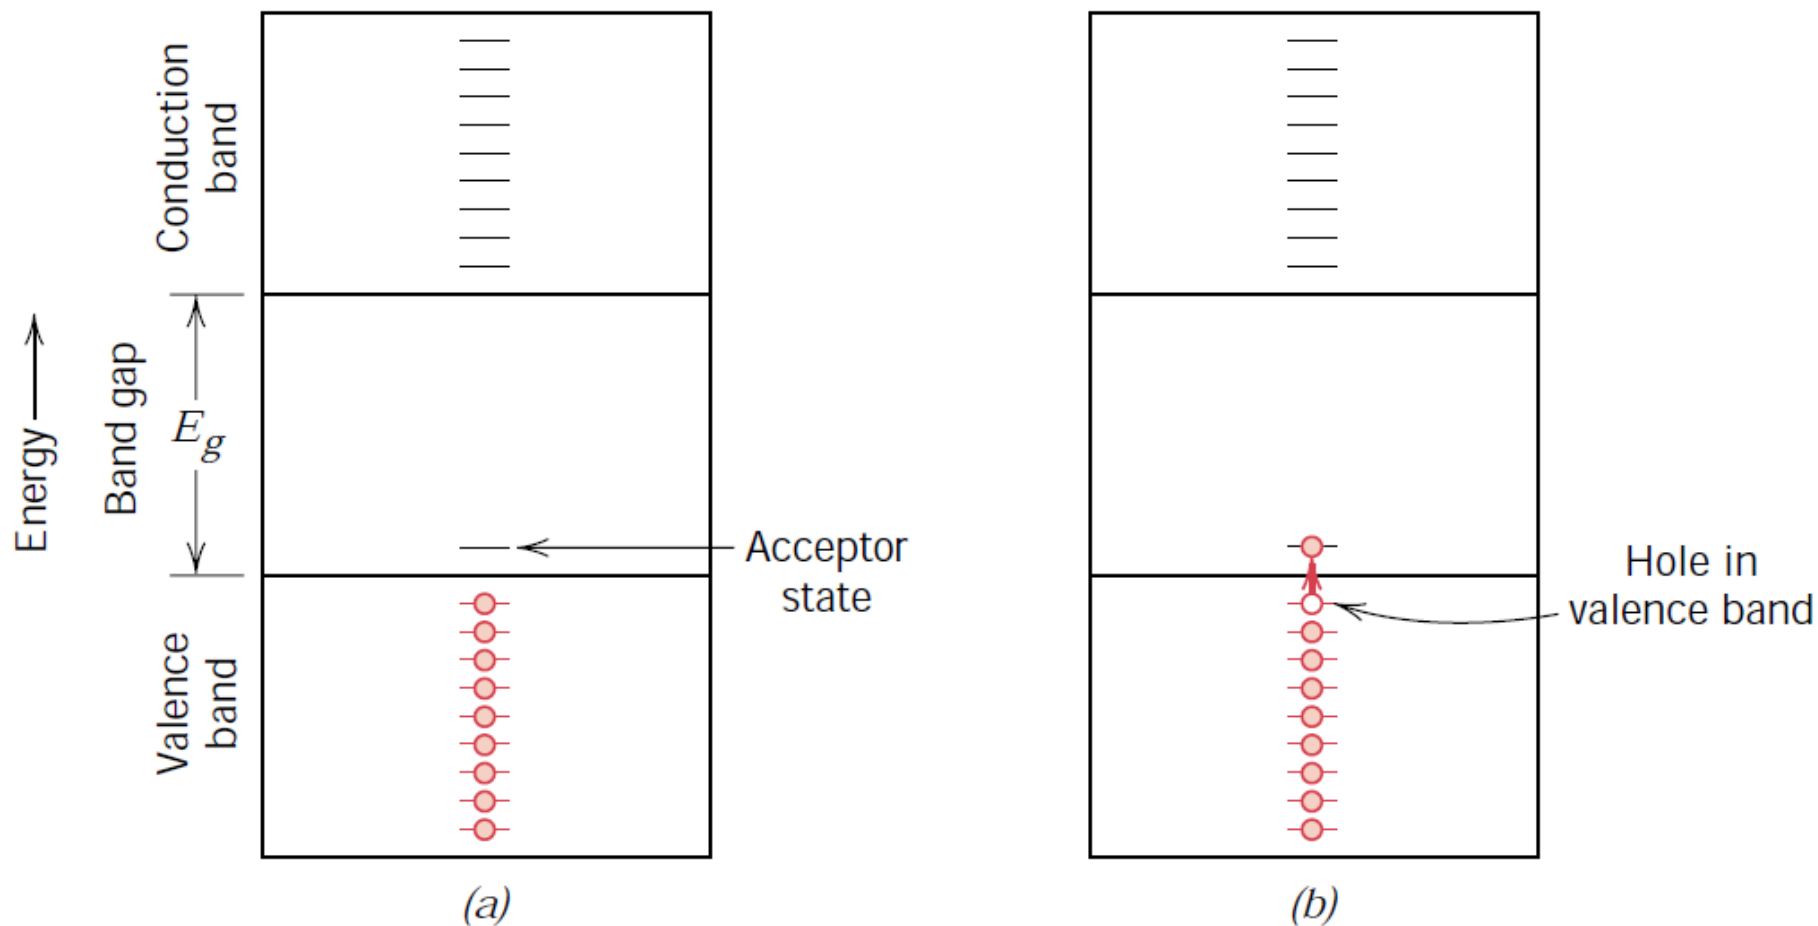 Conduction
band
Energy
Band gap
E_g
Acceptor
state
Hole in
valence band
Valence
band
(a)
(b)